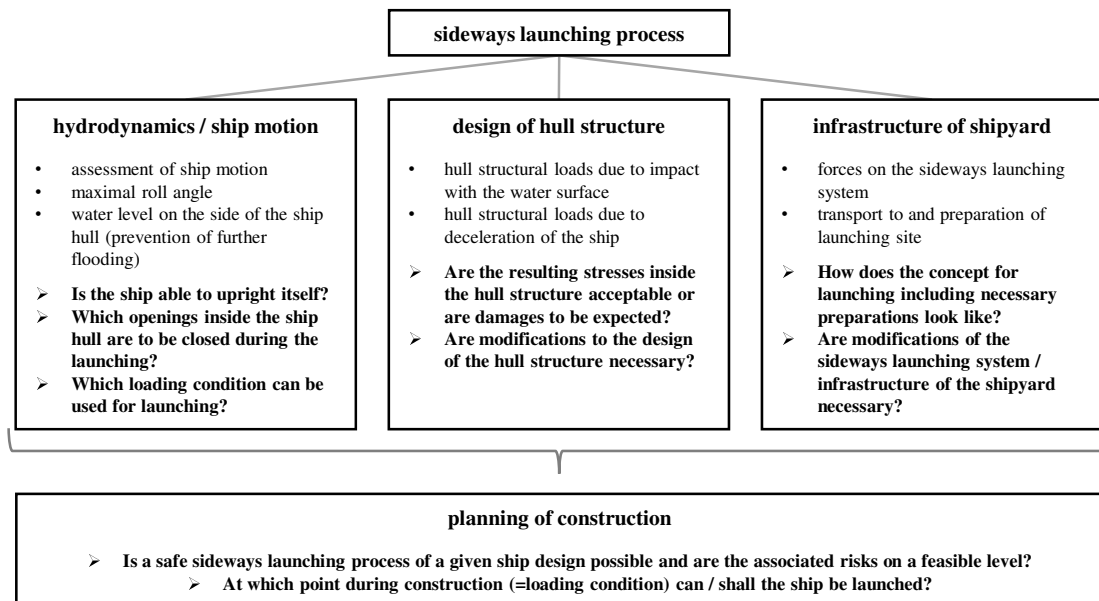 sideways launching process
hydrodynamics / ship motion
• assessment of ship motion
• maximal roll angle
• water level on the side of the ship
hull (prevention of further
flooding)
➢ Is the ship able to upright itself?
➢ Which openings inside the ship
hull are to be closed during the
launching?
➢ Which loading condition can be
used for launching?
design of hull structure
• hull structural loads due to impact
with the water surface
• hull structural loads due to
deceleration of the ship
➢ Are the resulting stresses inside
the hull structure acceptable or
are damages to be expected?
➢ Are modifications to the design
of the hull structure necessary?
infrastructure of shipyard
• forces on the sideways launching
system
• transport to and preparation of
launching site
➢ How does the concept for
launching including necessary
preparations look like?
➢ Are modifications of the
sideways launching system /
infrastructure of the shipyard
necessary?
planning of construction
➢ Is a safe sideways launching process of a given ship design possible and are the associated risks on a feasible level?
➢ At which point during construction (=loading condition) can / shall the ship be launched?